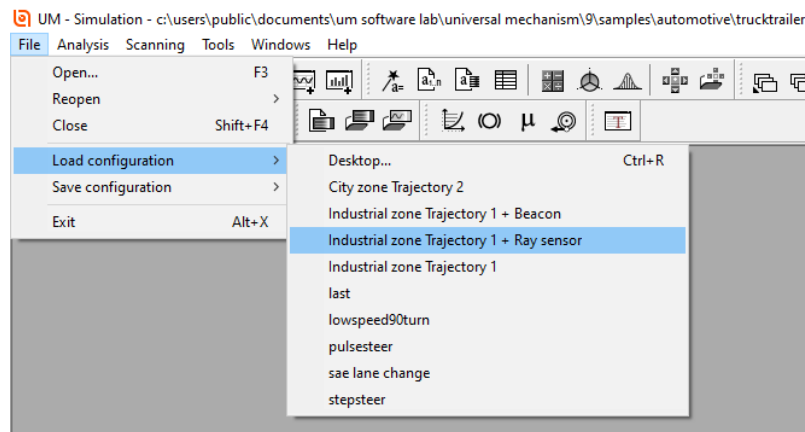 UM - Simulation - c:\users\public\documents\um software lab\universal mechanism\9\samples\automotive\trucktrailer
File Analysis Scanning Tools Windows Help
Open... F3
Reopen
Close Shift+F4
Load configuration
Save configuration
Exit Alt+X
Desktop... Ctrl+R
City zone Trajectory 2
Industrial zone Trajectory 1 + Beacon
Industrial zone Trajectory 1 + Ray sensor
Industrial zone Trajectory 1
last
lowspeed90turn
pulsesteer
sae lane change
stepsteer